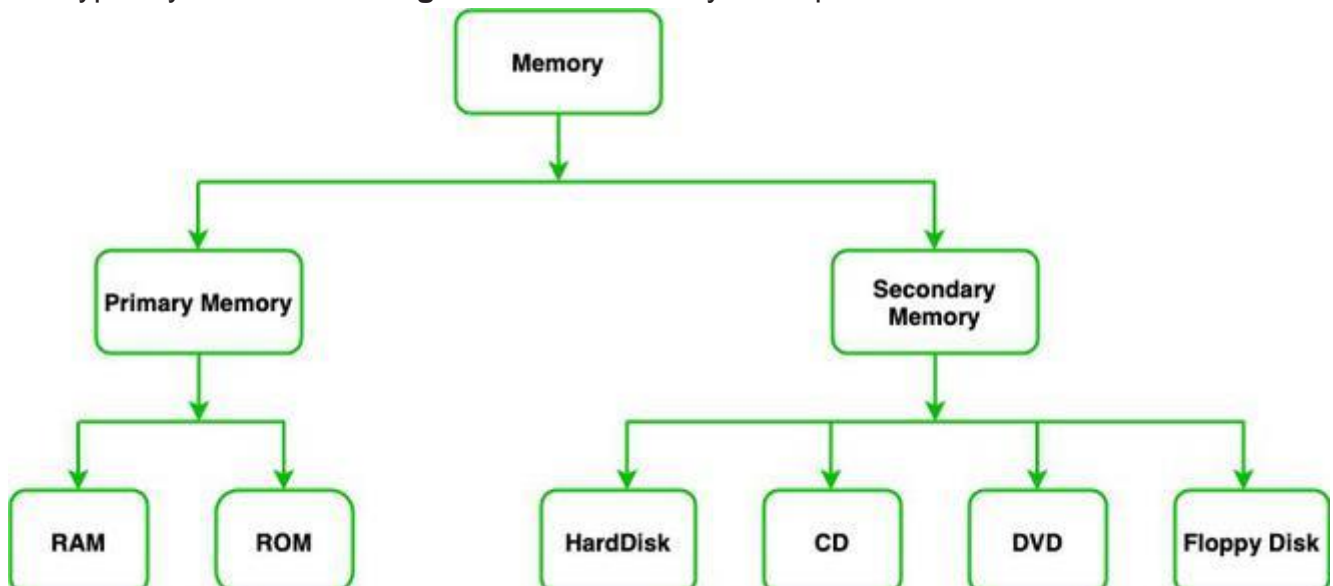 Memory
Primary Memory
Secondary
Memory
RAM
ROM
HardDisk
CD
DVD
Floppy Disk